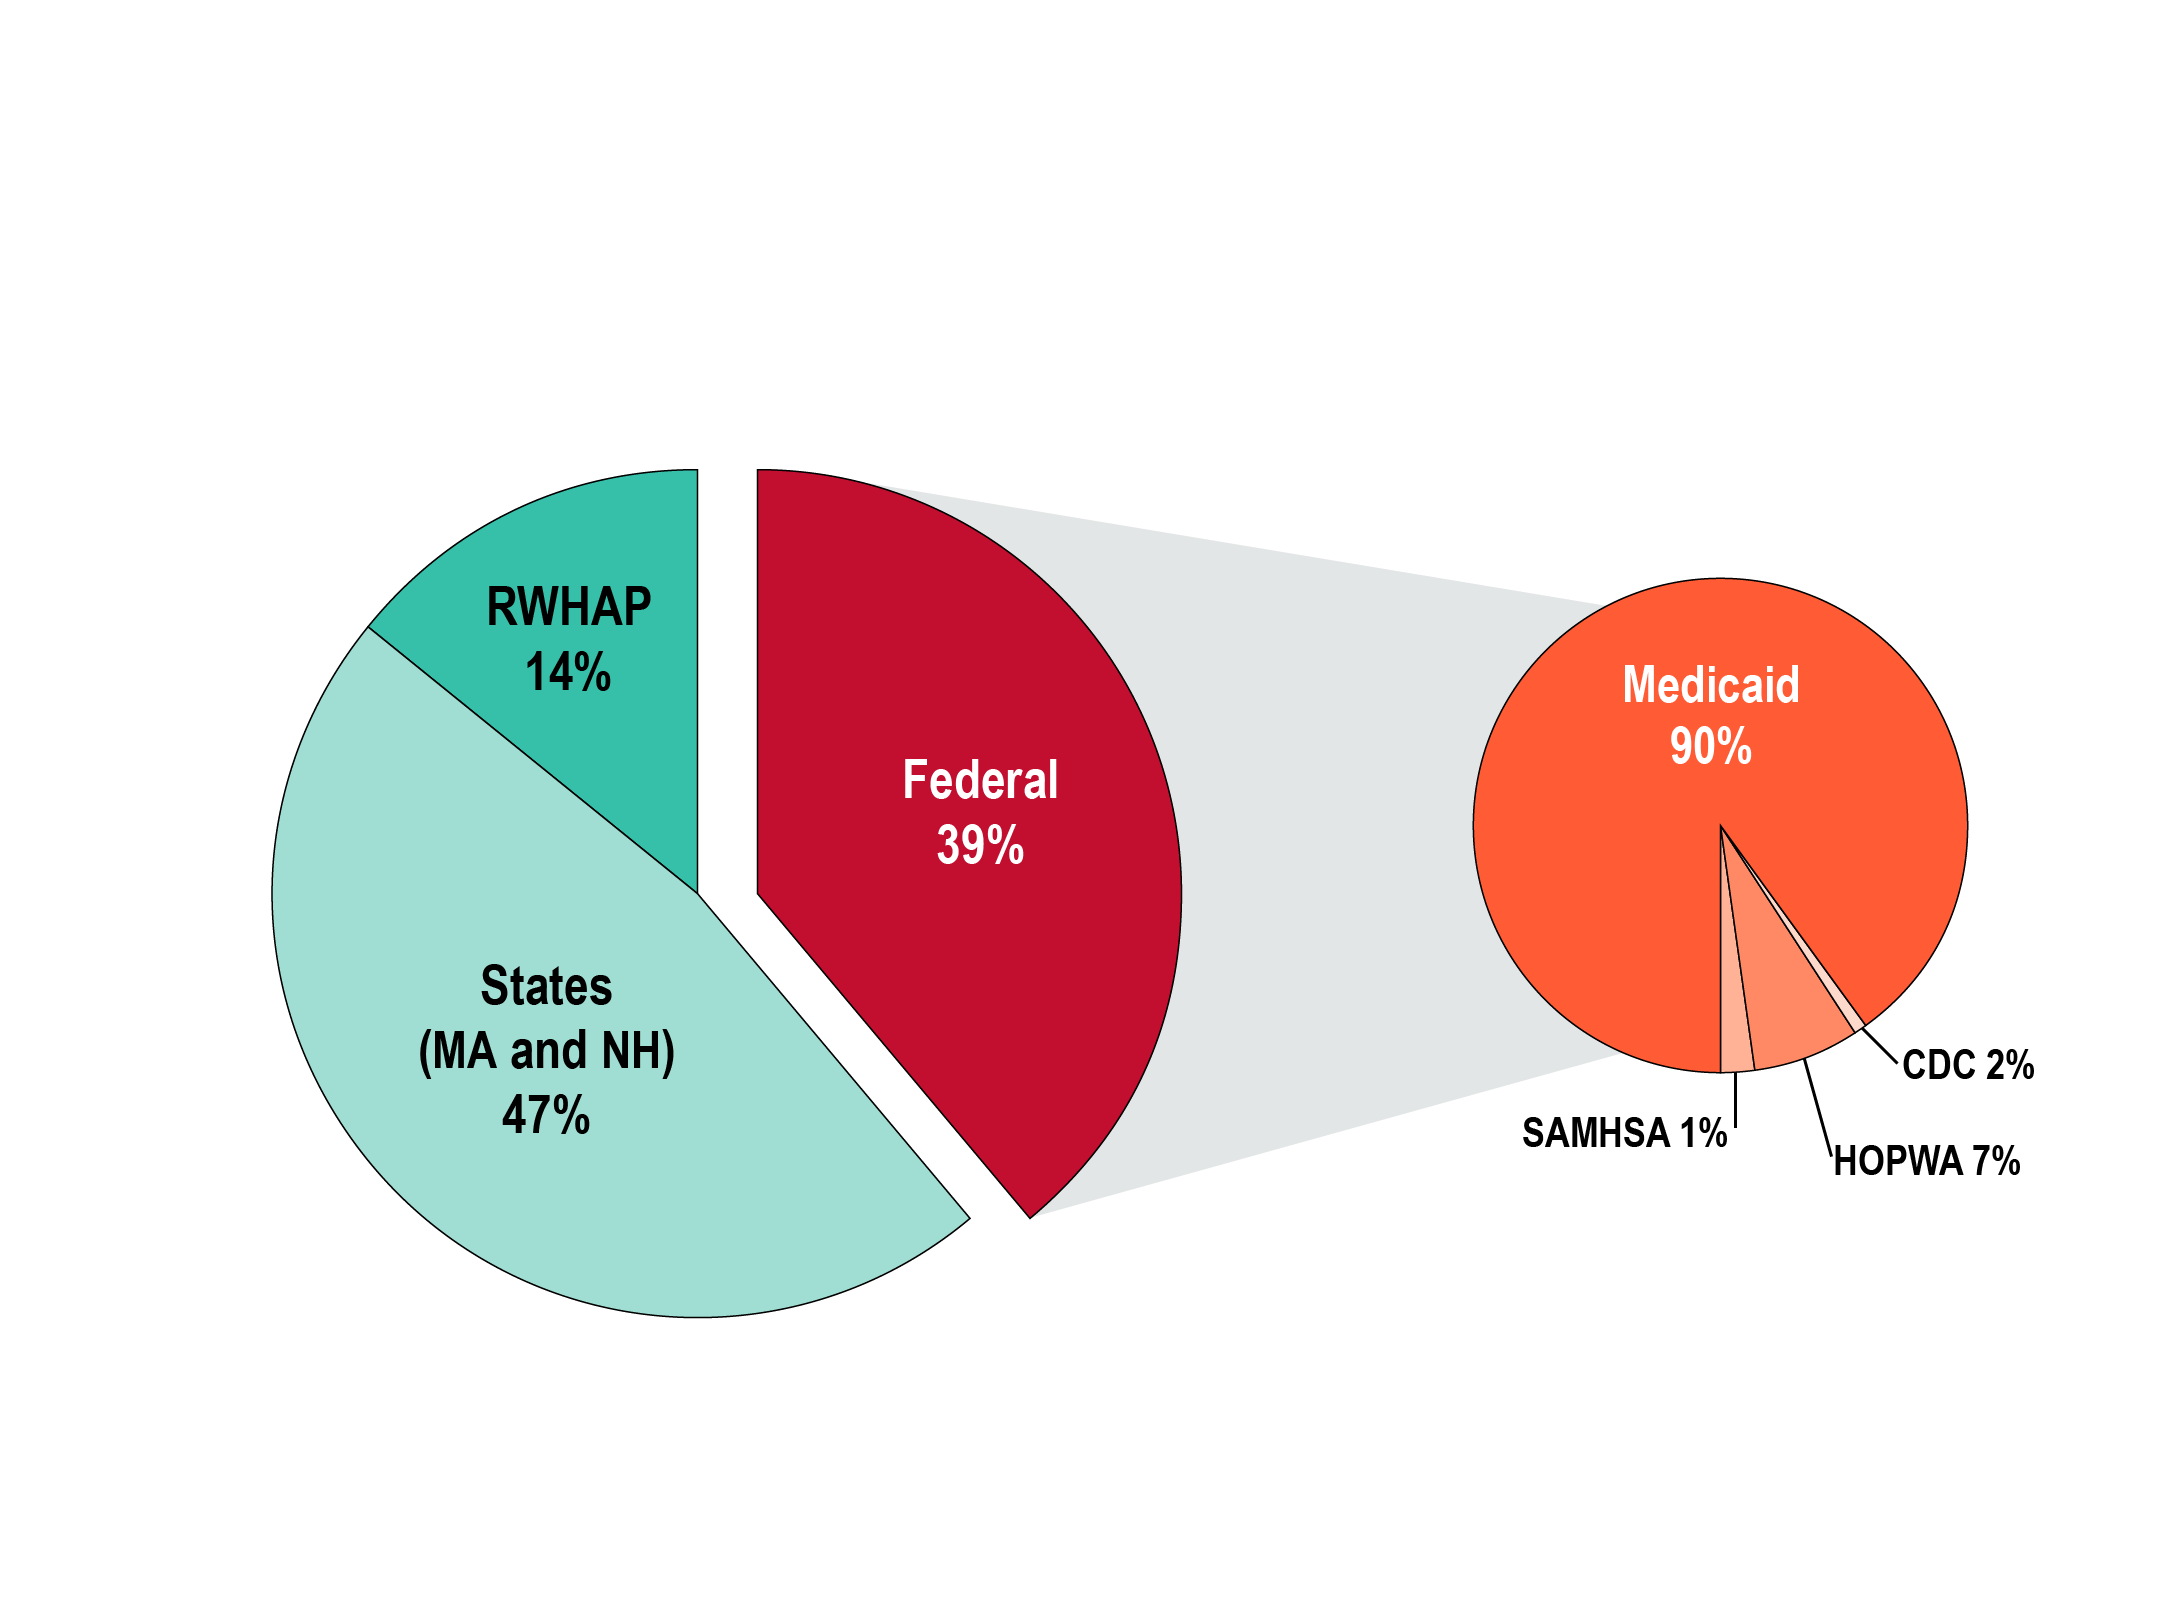 RWHAP
14%
States
(MA and NH)
47%
Federal
39%
Medicaid
90%
CDC 2%
SAMHSA 1%
HOPWA 7%